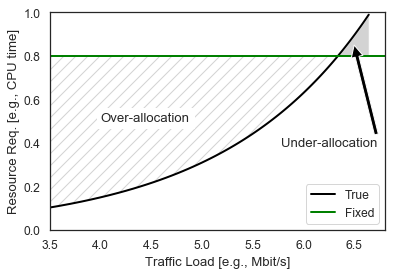 Resource Req. [e.g., CPU time]
1.0
0.8
0.6
0.4
0.2
0.0
Over-allocation
Under-allocation
True
Fixed
3.5 4.0 4.5 5.0 5.5 6.0 6.5
Traffic Load [e.g., Mbit/s]